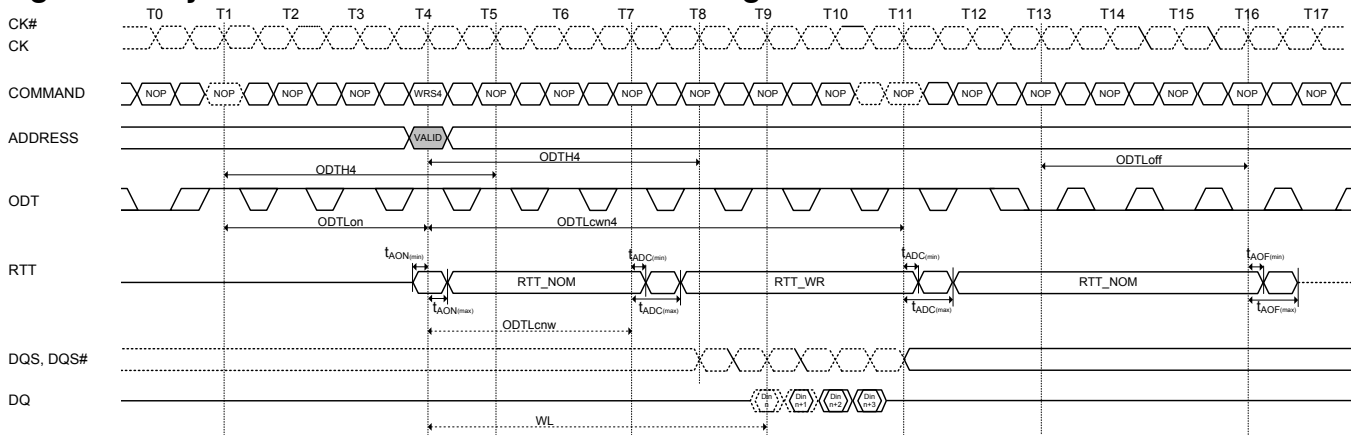 T0 T1 T2 T3 T4 T5 T6 T7 T8 T9 T10 T11 T12 T13 T14 T15 T16 T17
CK#
CK
COMMAND NOP NOP NOP NOP WRS4 NOP NOP NOP NOP NOP NOP NOP NOP NOP NOP NOP NOP NOP
ADDRESS VALID
ODTH4 ODTLoff
ODTH4
ODT
ODTLon ODTLcwn4
tAON(min) tADC(min) tADC(min) tAOF(min)
RTT RTT_NOM RTT_WR RTT_NOM
tAON(max) tADC(max) tADC(max) tAOF(max)
ODTLcnw
DQS, DQS#
DQ Din n Din n+1 Din n+2 Din n+3
WL